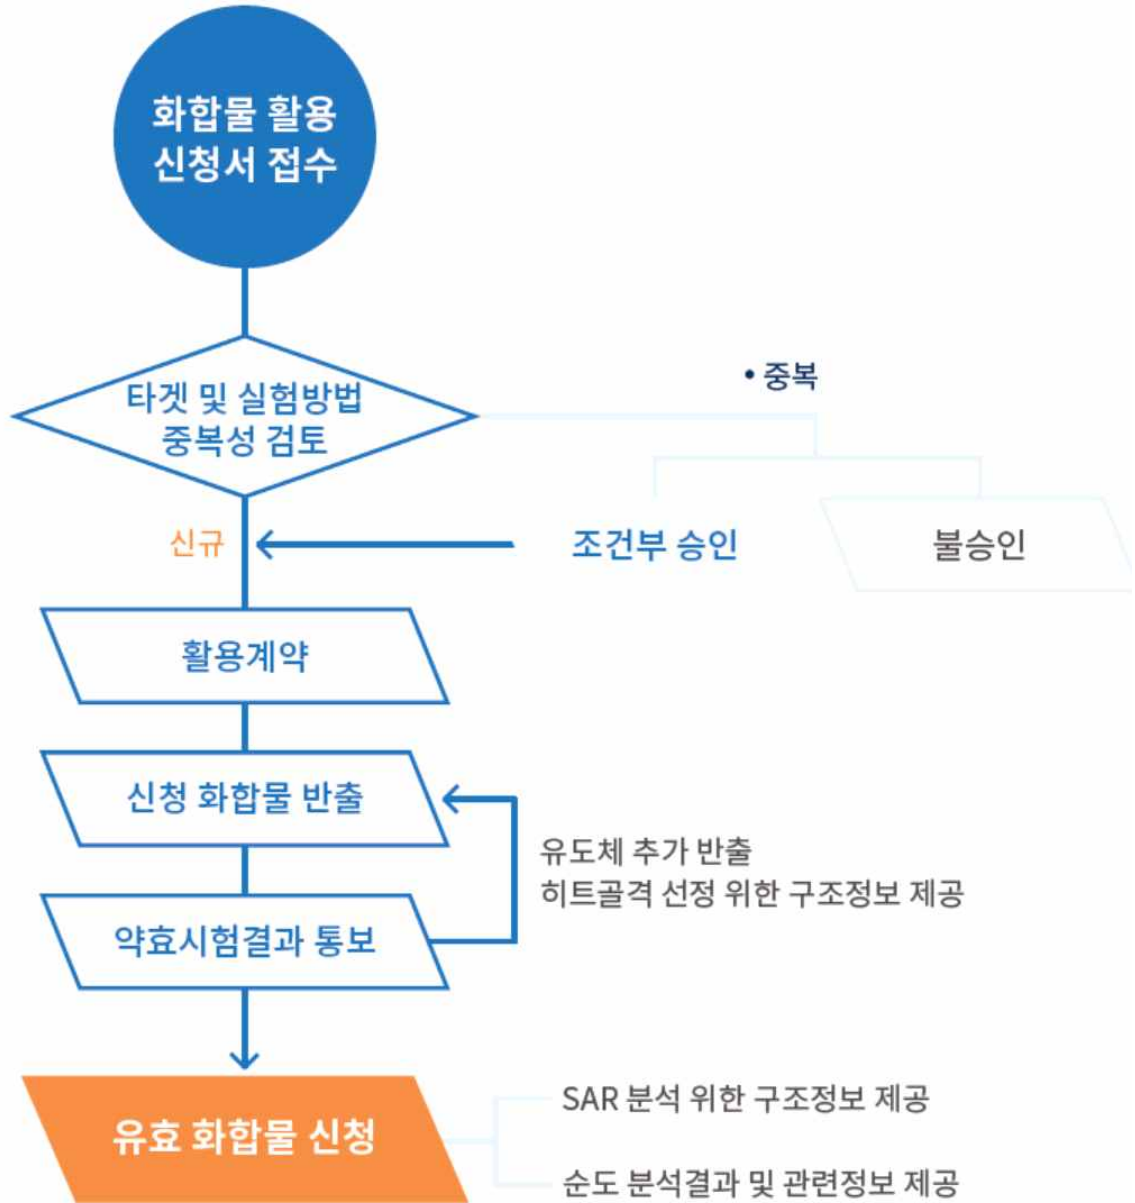 화합물 활용
신청서 접수
타겟 및 실험방법
중복성 검토
• 중복
신규
조건부 승인
불승인
활용계약
신청 화합물 반출
유도체 추가 반출
히트골격 선정 위한 구조정보 제공
약효시험결과 통보
유효 화합물 신청
SAR 분석 위한 구조정보 제공
순도 분석결과 및 관련정보 제공